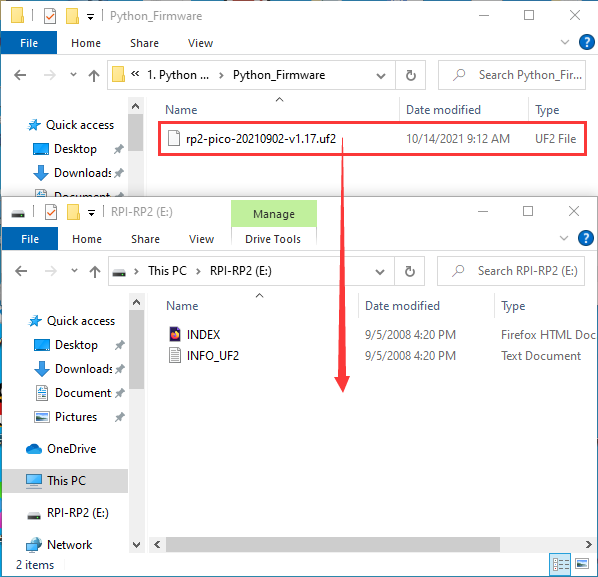 Python_Firmware
File Home Share View
« 1. Python ... > Python_Firmware Search Python_Fir...
Name Date modified Type
Quick access
rp2-pico-20210902-v1.17.uf2 10/14/2021 9:12 AM UF2 File
Desktop
Downloads
Document
RPI-RP2 (E:) Manage
File Home Share View Drive Tools
This PC > RPI-RP2 (E:) Search RPI-RP2 (E:)
Name Date modified Type
Quick access
INDEX 9/5/2008 4:20 PM Firefox HTML Doc
Desktop
INFO_UF2 9/5/2008 4:20 PM Text Document
Downloads
Document
Pictures
OneDrive
This PC
RPI-RP2 (E:)
Network
2 items